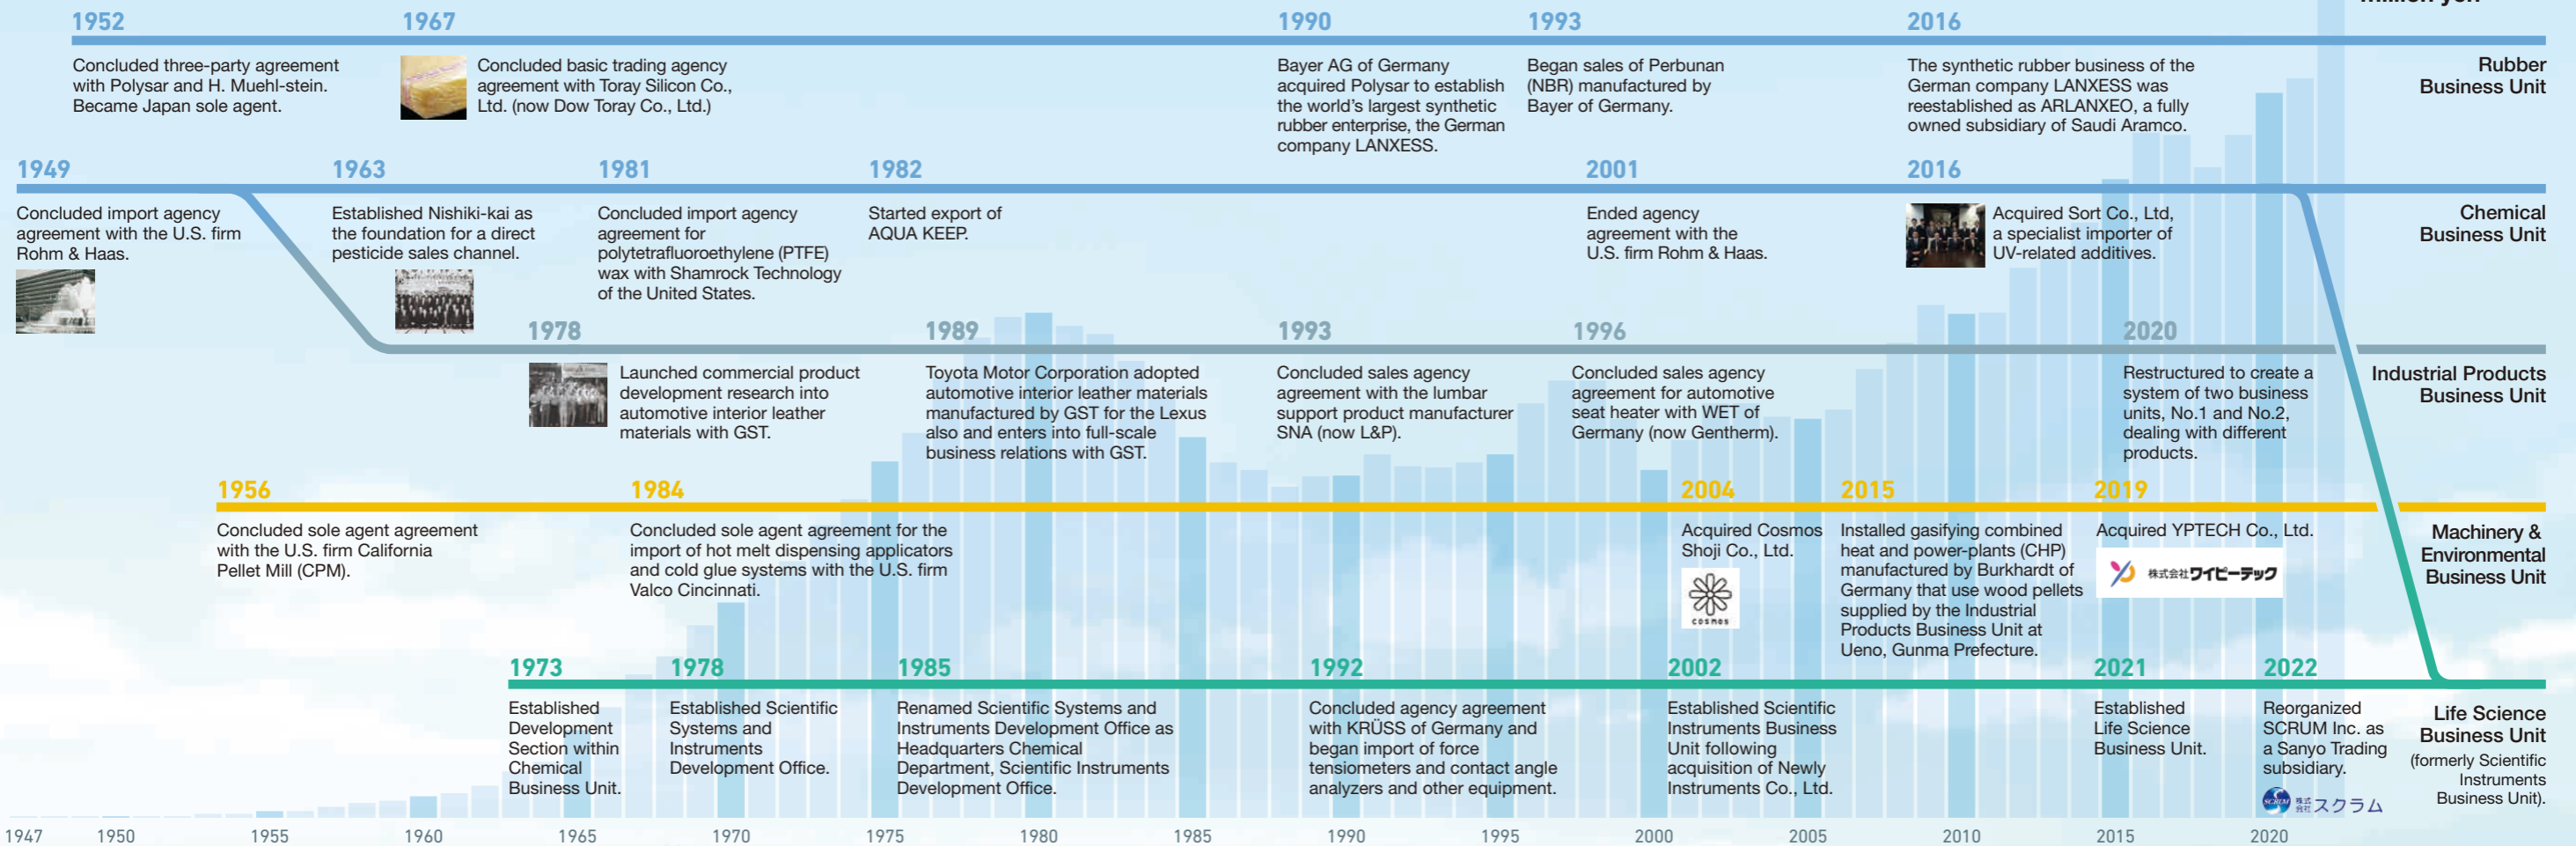 1952
1967
1990
1993
2016
Concluded three-party agreement
with Polysar and H. Muehl-stein.
Became Japan sole agent.
Concluded basic trading agency
agreement with Toray Silicon Co.,
Ltd. (now Dow Toray Co., Ltd.)
Bayer AG of Germany
acquired Polysar to establish
the world's largest synthetic
rubber enterprise, the German
company LANXESS.
Began sales of Perbunan
(NBR) manufactured by
Bayer of Germany.
The synthetic rubber business of the
German company LANXESS was
reestablished as ARLANXEO, a fully
owned subsidiary of Saudi Aramco.
Rubber
Business Unit
1949
1963
1981
1982
2001
2016
Concluded import agency
agreement with the U.S. firm
Rohm & Haas.
Established Nishiki-kai as
the foundation for a direct
pesticide sales channel.
Concluded import agency
agreement for
polytetrafluoroethylene (PTFE)
wax with Shamrock Technology
of the United States.
Started export of
AQUA KEEP.
Ended agency
agreement with the
U.S. firm Rohm & Haas.
Acquired Sort Co., Ltd,
a specialist importer of
UV-related additives.
Chemical
Business Unit
1978
1989
1993
1996
2020
Launched commercial product
development research into
automotive interior leather
materials with GST.
Toyota Motor Corporation adopted
automotive interior leather materials
manufactured by GST for the Lexus
also and enters into full-scale
business relations with GST.
Concluded sales agency
agreement with the lumbar
support product manufacturer
SNA (now L&P).
Concluded sales agency
agreement for automotive
seat heater with WET of
Germany (now Gentherm).
Restructured to create a
system of two business
units, No.1 and No.2,
dealing with different
products.
Industrial Products
Business Unit
1956
1984
2004
2015
2019
Concluded sole agent agreement
with the U.S. firm California
Pellet Mill (CPM).
Concluded sole agent agreement for the
import of hot melt dispensing applicators
and cold glue systems with the U.S. firm
Valco Cincinnati.
Acquired Cosmos
Shoji Co., Ltd.
cosmos
Installed gasifying combined
heat and power-plants (CHP)
manufactured by Burkhardt of
Germany that use wood pellets
supplied by the Industrial
Products Business Unit at
Ueno, Gunma Prefecture.
Acquired YPTECH Co., Ltd.
株式会社ワイピーテック
Machinery &
Environmental
Business Unit
1973
1978
1985
1992
2002
2021
2022
Established
Development
Section within
Chemical
Business Unit.
Established Scientific
Systems and
Instruments
Development Office.
Renamed Scientific Systems and
Instruments Development Office as
Headquarters Chemical
Department, Scientific Instruments
Development Office.
Concluded agency agreement
with KRÜSS of Germany and
began import of force
tensiometers and contact angle
analyzers and other equipment.
Established Scientific
Instruments Business
Unit following
acquisition of Newly
Instruments Co., Ltd.
Established
Life Science
Business Unit.
Reorganized
SCRUM Inc. as
a Sanyo Trading
subsidiary.
SCRUM 株式会社スクラム
Life Science
Business Unit
(formerly Scientific
Instruments
Business Unit).
1947 1950 1955 1960 1965 1970 1975 1980 1985 1990 1995 2000 2005 2010 2015 2020